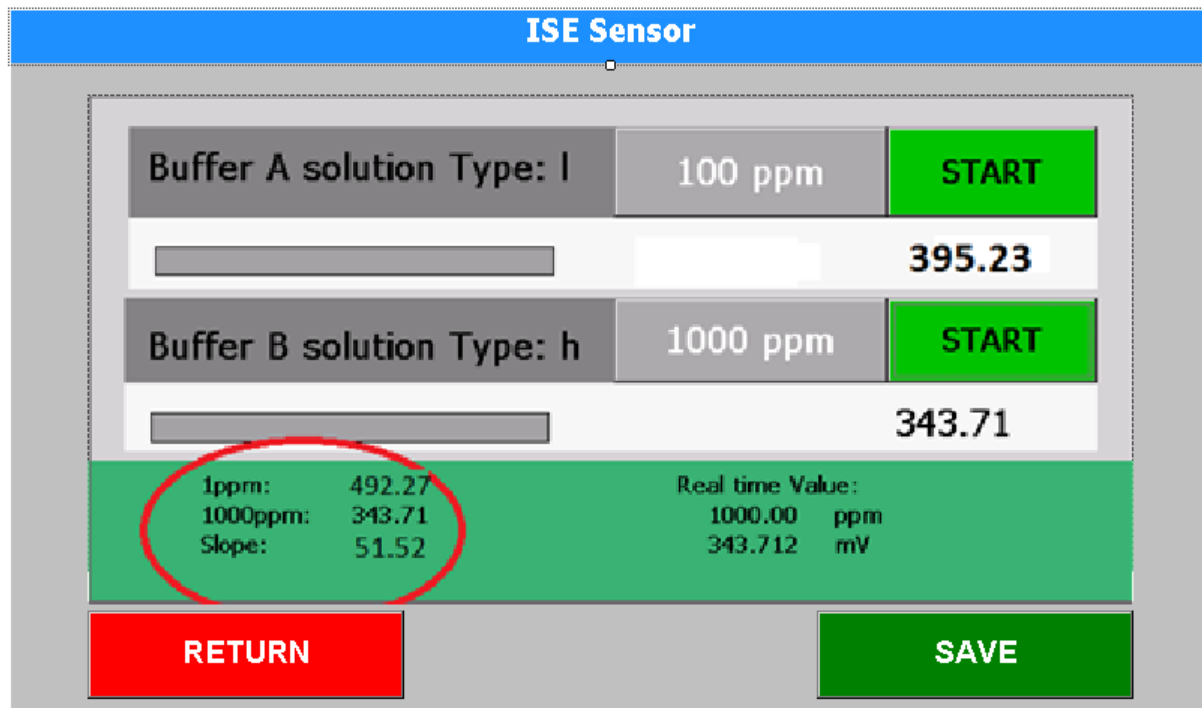 ISE Sensor
Buffer A solution Type: l
100 ppm
START
395.23
Buffer B solution Type: h
1000 ppm
START
343.71
1ppm: 492.27
1000ppm: 343.71
Slope: 51.52
Real time Value:
1000.00 ppm
343.712 mV
RETURN
SAVE